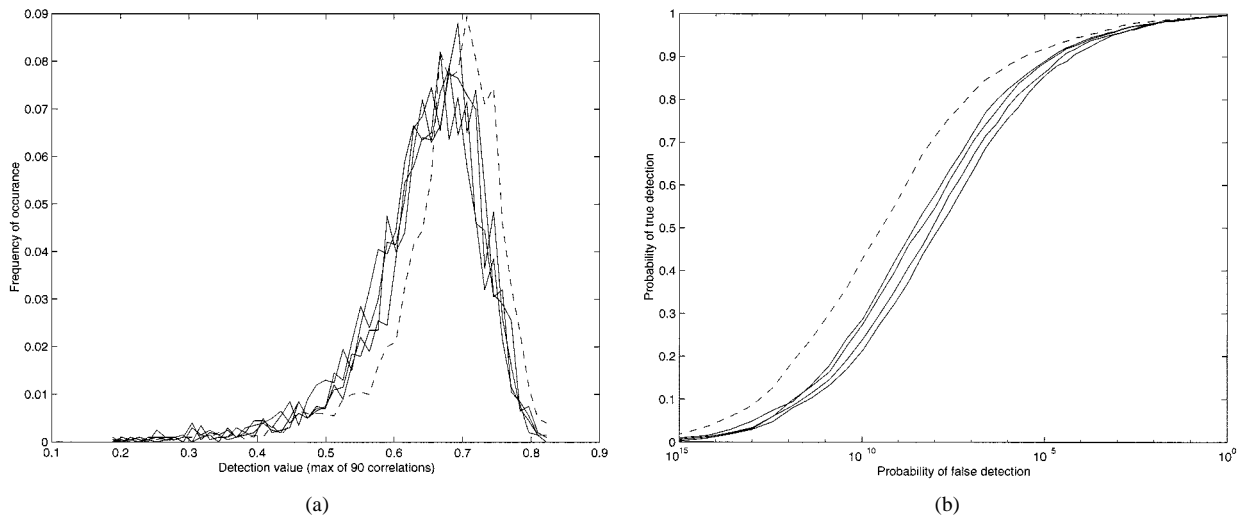 0.09
0.08
0.07
0.06
0.05
0.04
0.03
0.02
0.01
0
Frequency of occurance
0.1 0.2 0.3 0.4 0.5 0.6 0.7 0.8 0.9
Detection value (max of 90 correlations)
(a)
1
0.9
0.8
0.7
0.6
0.5
0.4
0.3
0.2
0.1
0
Probability of true detection
10 15 10 10 10 5 10 0
Probability of false detection
(b)